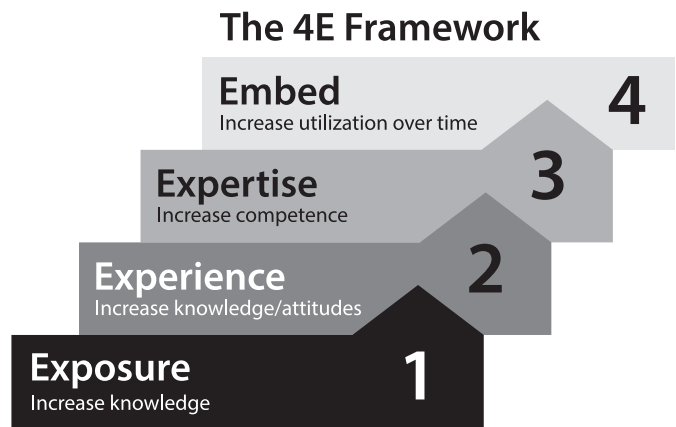 The 4E Framework
Embed
Increase utilization over time
4
Expertise
Increase competence
3
Experience
Increase knowledge/attitudes
2
Exposure
Increase knowledge
1